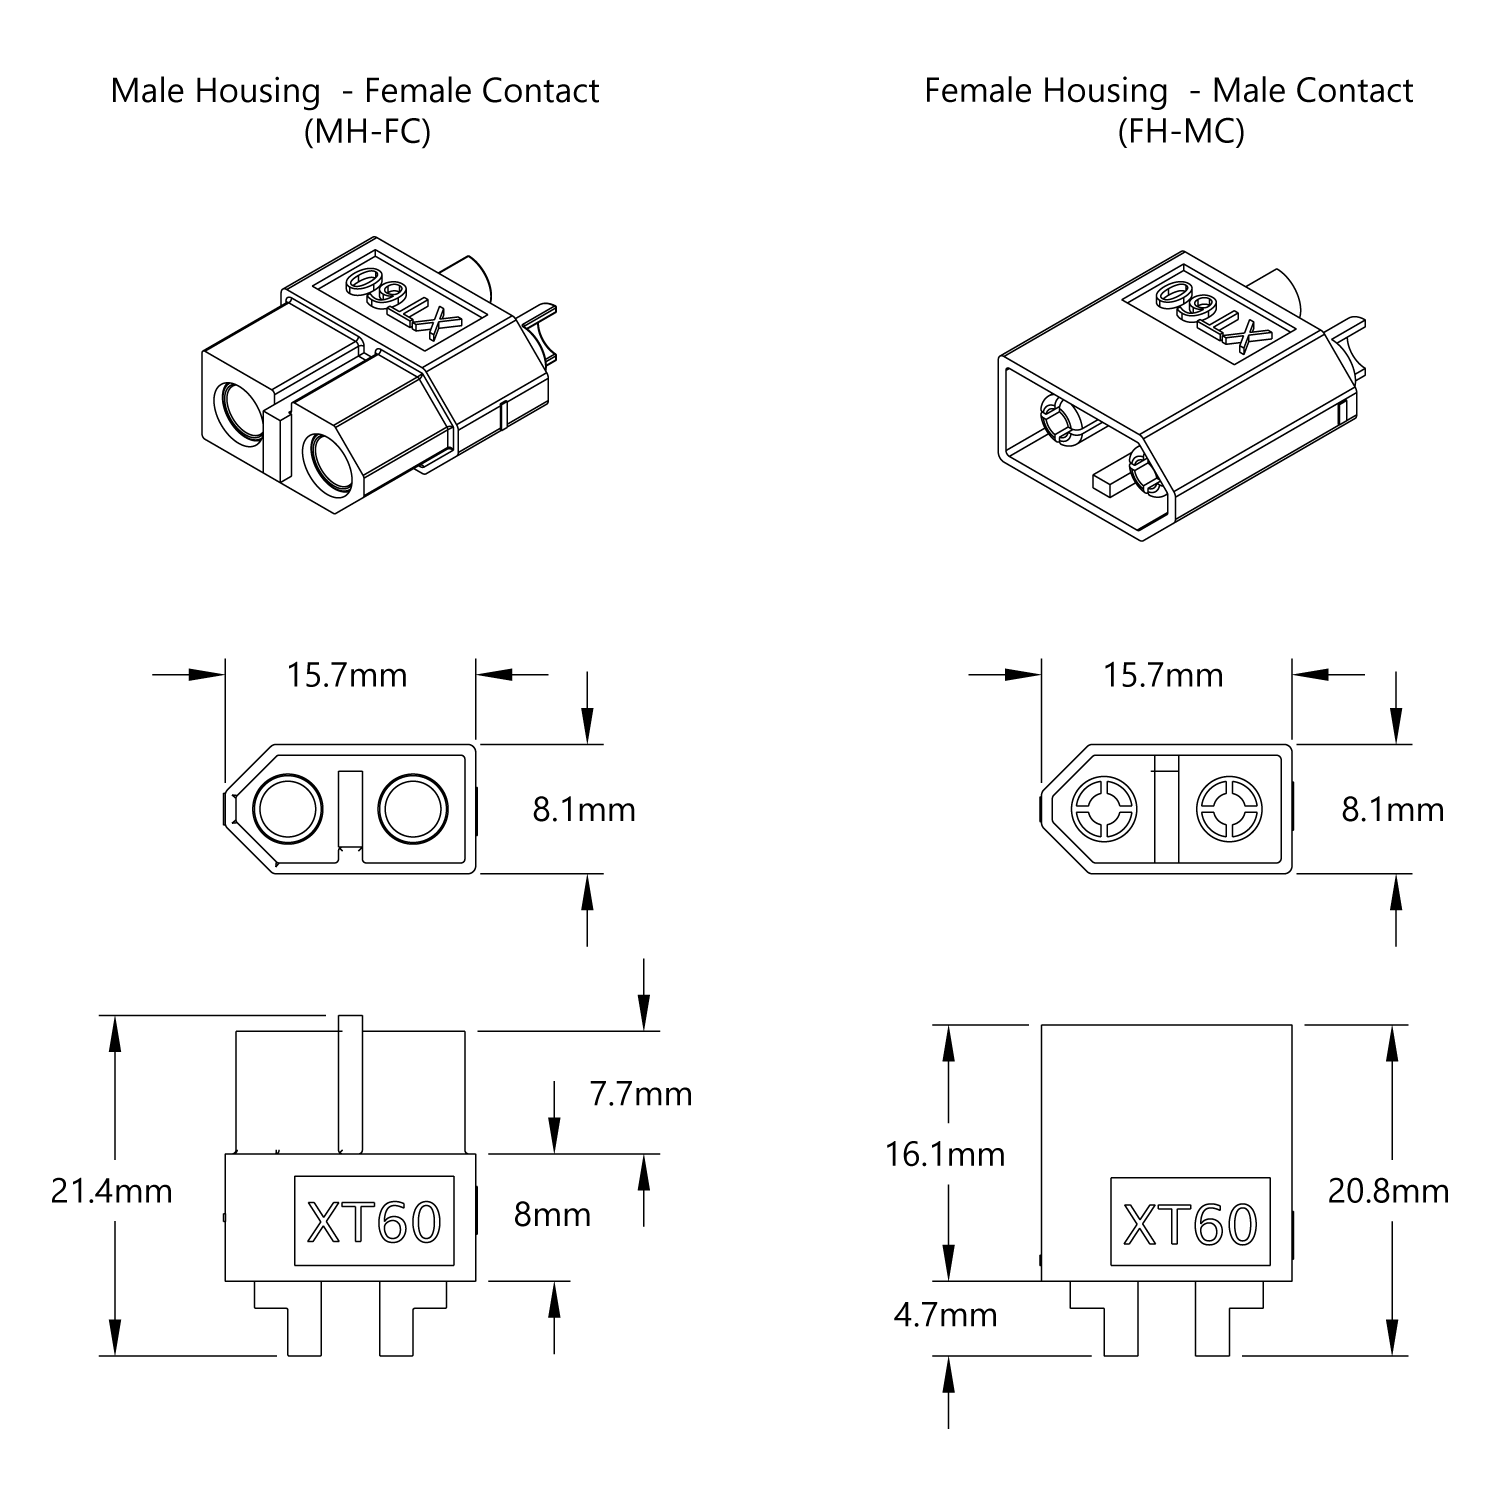 Male Housing  - Female Contact
(MH-FC)
Female Housing  - Male Contact
(FH-MC)
XT60
XT60
15.7mm
8.1mm
15.7mm
8.1mm
21.4mm
7.7mm
8mm
XT60
16.1mm
20.8mm
4.7mm
XT60